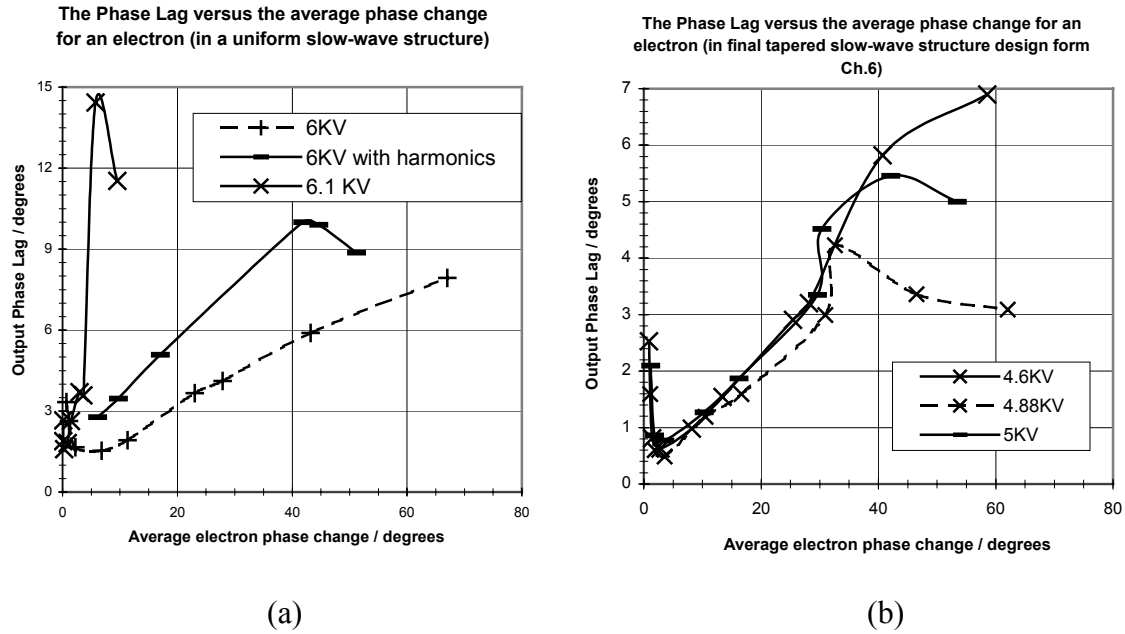 The Phase Lag versus the average phase change
for an electron (in a uniform slow-wave structure)
15
12
9
6
3
0
Output Phase Lag / degrees
6KV
6KV with harmonics
6.1 KV
0 20 40 60 80
Average electron phase change / degrees
(a)
The Phase Lag versus the average phase change for an
electron (in final tapered slow-wave structure design form
Ch.6)
7
6
5
4
3
2
1
0
Output Phase Lag / degrees
4.6KV
4.88KV
5KV
0 20 40 60 80
Average electron phase change / degrees
(b)